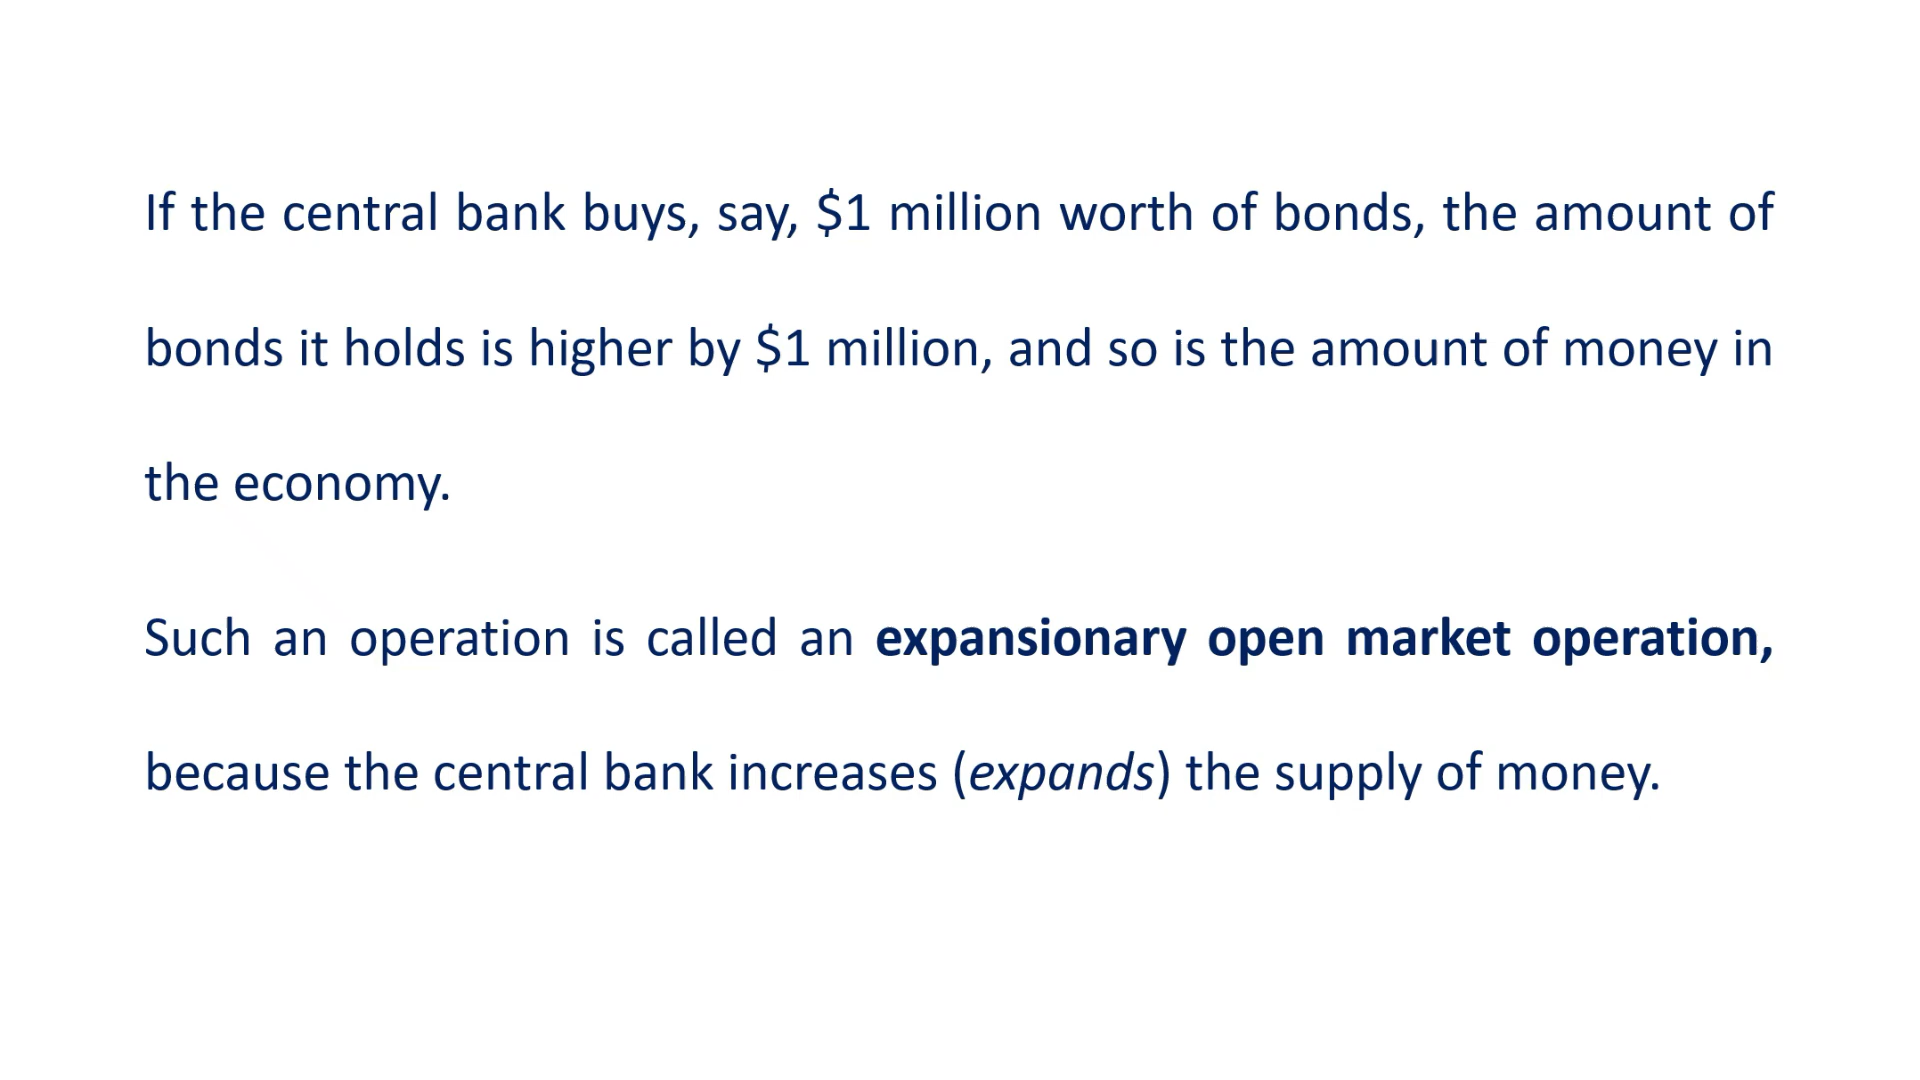 If the central bank buys, say, $1 million worth of bonds, the amount of
bonds it holds is higher by $1 million, and so is the amount of money in
the economy.
Such an operation is called an expansionary open market operation,
because the central bank increases (expands) the supply of money.